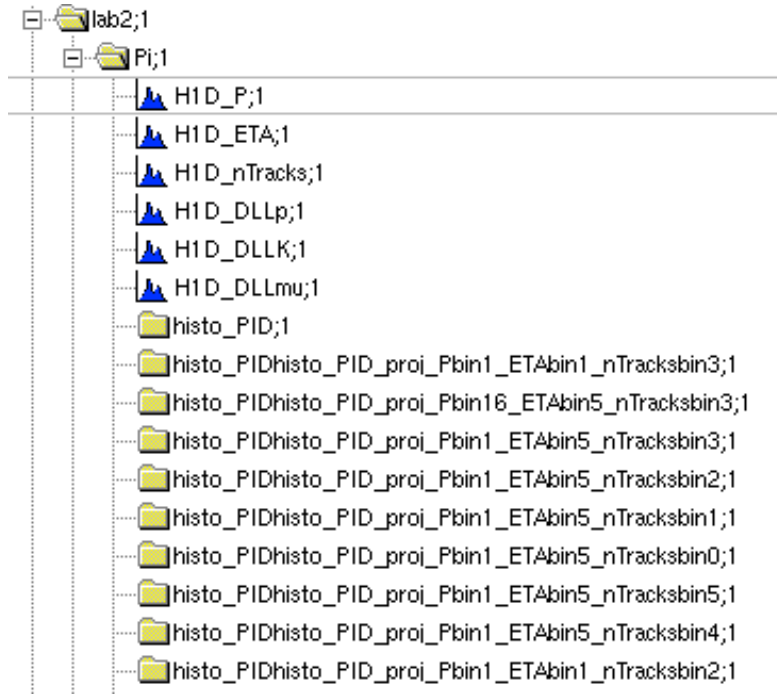 lab2;1
Pi;1
H1D_P;1
H1D_ETA;1
H1D_nTracks;1
H1D_DLLp;1
H1D_DLLK;1
H1D_DLLmu;1
histo_PID;1
histo_PIDhisto_PID_proj_Pbin1_ETAbin1_nTracksbin3;1
histo_PIDhisto_PID_proj_Pbin16_ETAbin5_nTracksbin3;1
histo_PIDhisto_PID_proj_Pbin1_ETAbin5_nTracksbin3;1
histo_PIDhisto_PID_proj_Pbin1_ETAbin5_nTracksbin2;1
histo_PIDhisto_PID_proj_Pbin1_ETAbin5_nTracksbin1;1
histo_PIDhisto_PID_proj_Pbin1_ETAbin5_nTracksbin0;1
histo_PIDhisto_PID_proj_Pbin1_ETAbin5_nTracksbin5;1
histo_PIDhisto_PID_proj_Pbin1_ETAbin5_nTracksbin4;1
histo_PIDhisto_PID_proj_Pbin1_ETAbin1_nTracksbin2;1